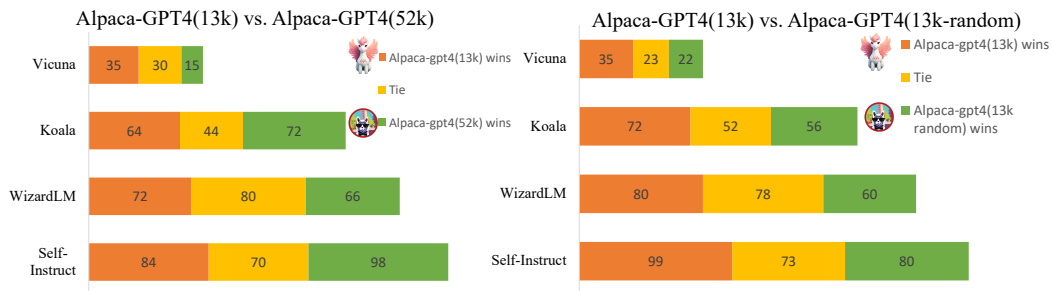 Alpaca-GPT4(13k) vs. Alpaca-GPT4(52k)
Vicuna
35
30
15
Alpaca-gpt4(13k) wins
Tie
Koala
64
44
72
Alpaca-gpt4(52k) wins
WizardLM
72
80
66
Self-
Instruct
84
70
98
Alpaca-GPT4(13k) vs. Alpaca-GPT4(13k-random)
Vicuna
35
23
22
Alpaca-gpt4(13k) wins
Tie
Koala
72
52
56
Alpaca-gpt4(13k
random) wins
WizardLM
80
78
60
Self-Instruct
99
73
80